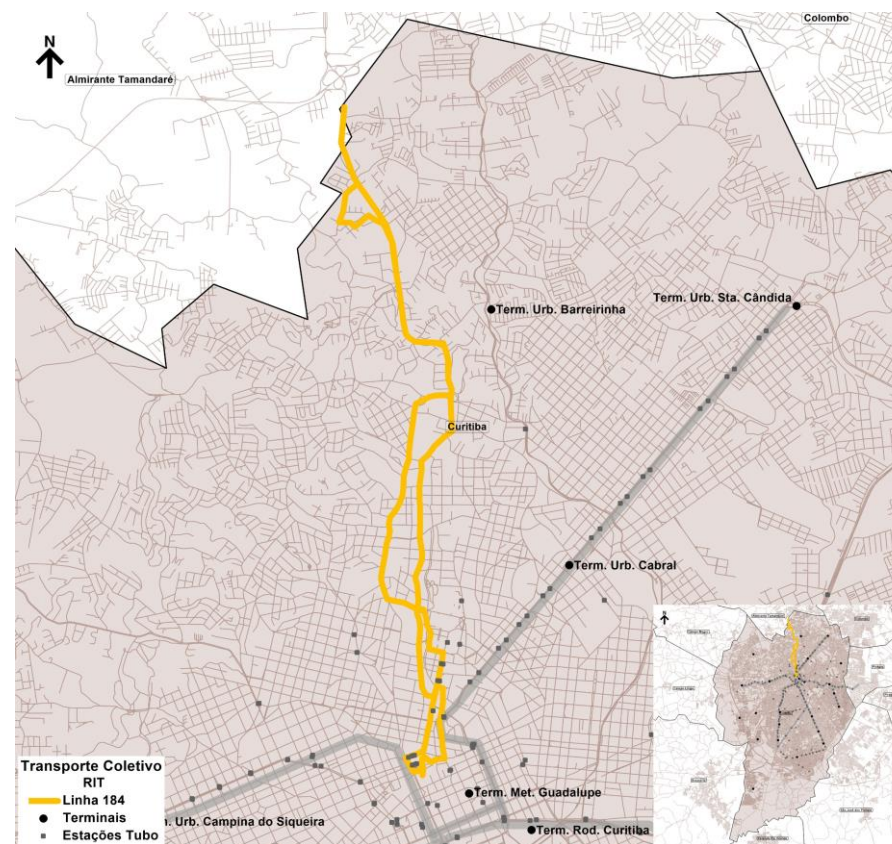 Colombo
N
Almirante Tamandaré
Term. Urb. Sta. Cândida
Term. Urb. Barreirinha
Curitiba
Term. Urb. Cabral
Transporte Coletivo
RIT
Linha 184
Terminais
Estações Tubo
Term. Met. Guadalupe
n. Urb. Campina do Siqueira
Term. Rod. Curitiba